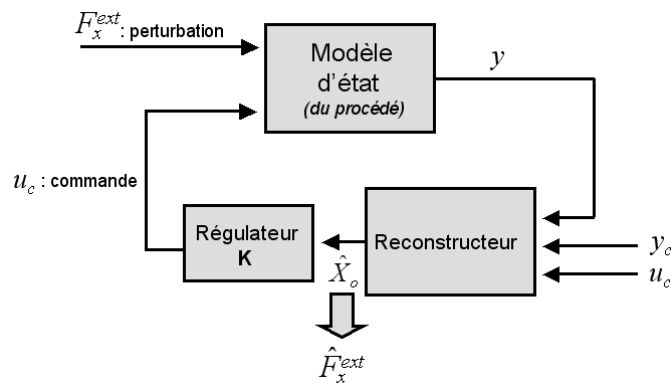 F_x^{ext} : perturbation
Modèle
d'état
(du procédé)
y
u_c : commande
Régulateur
K
Reconstructeur
y_c
u_c
X̂_o
F̂_x^{ext}